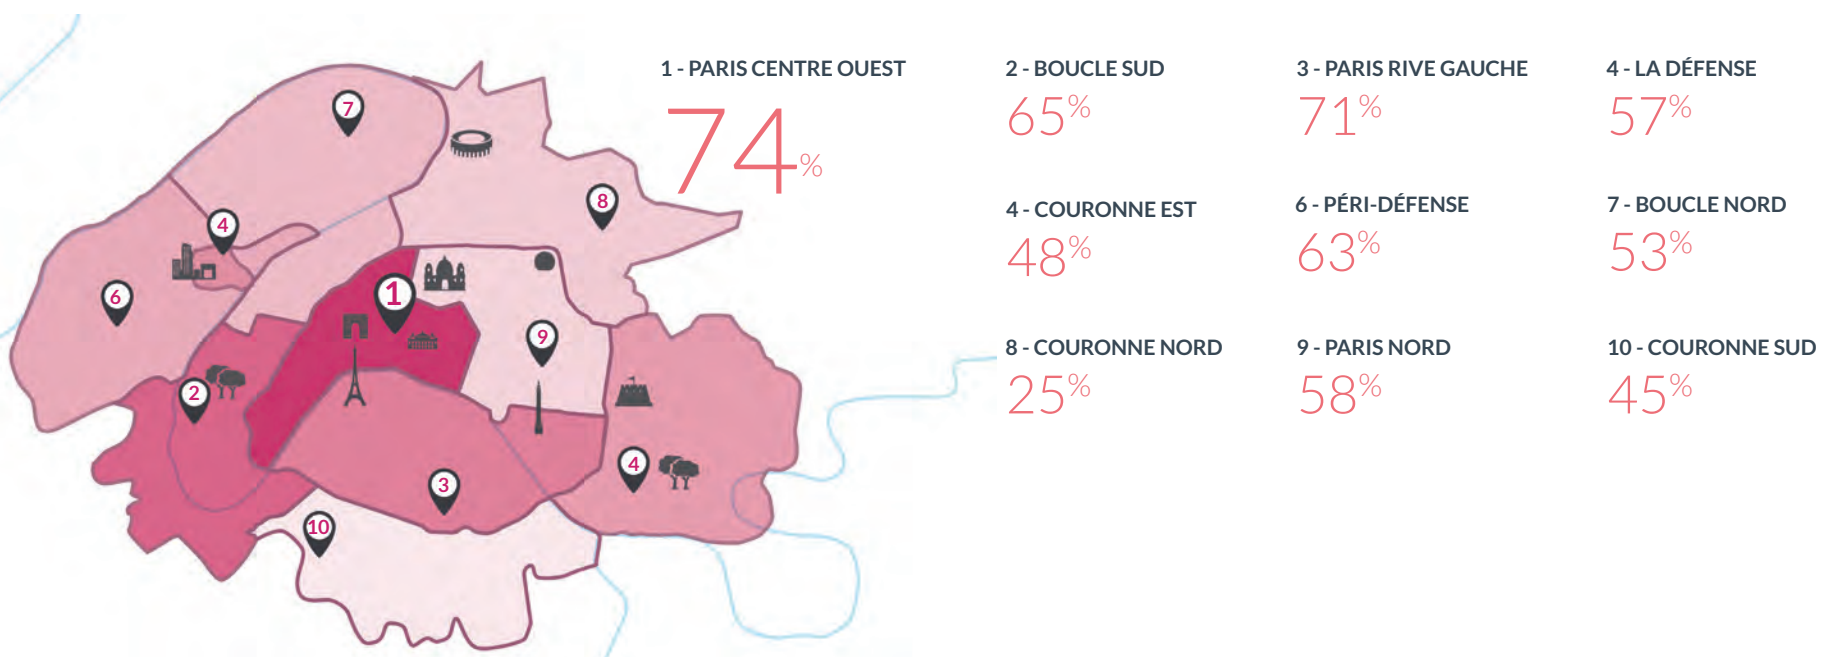 7
8
4
6
1
9
2
4
3
10
1 - PARIS CENTRE OUEST
74%
2 - BOUCLE SUD
65%
3 - PARIS RIVE GAUCHE
71%
4 - LA DÉFENSE
57%
4 - COURONNE EST
48%
6 - PÉRI-DÉFENSE
63%
7 - BOUCLE NORD
53%
8 - COURONNE NORD
25%
9 - PARIS NORD
58%
10 - COURONNE SUD
45%